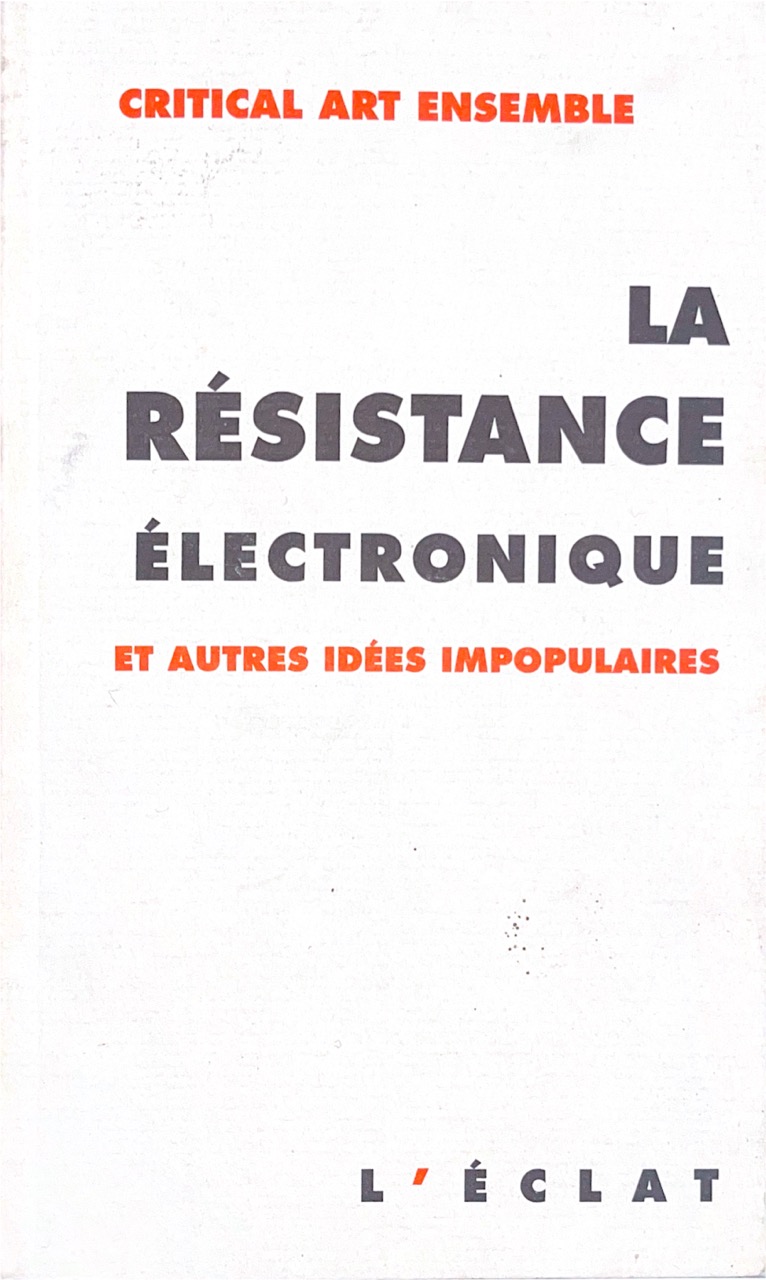 CRITICAL ART ENSEMBLE
LA
RÉSISTANCE
ÉLECTRONIQUE
ET AUTRES IDÉES IMPOPULAIRES
L'ÉCLAT